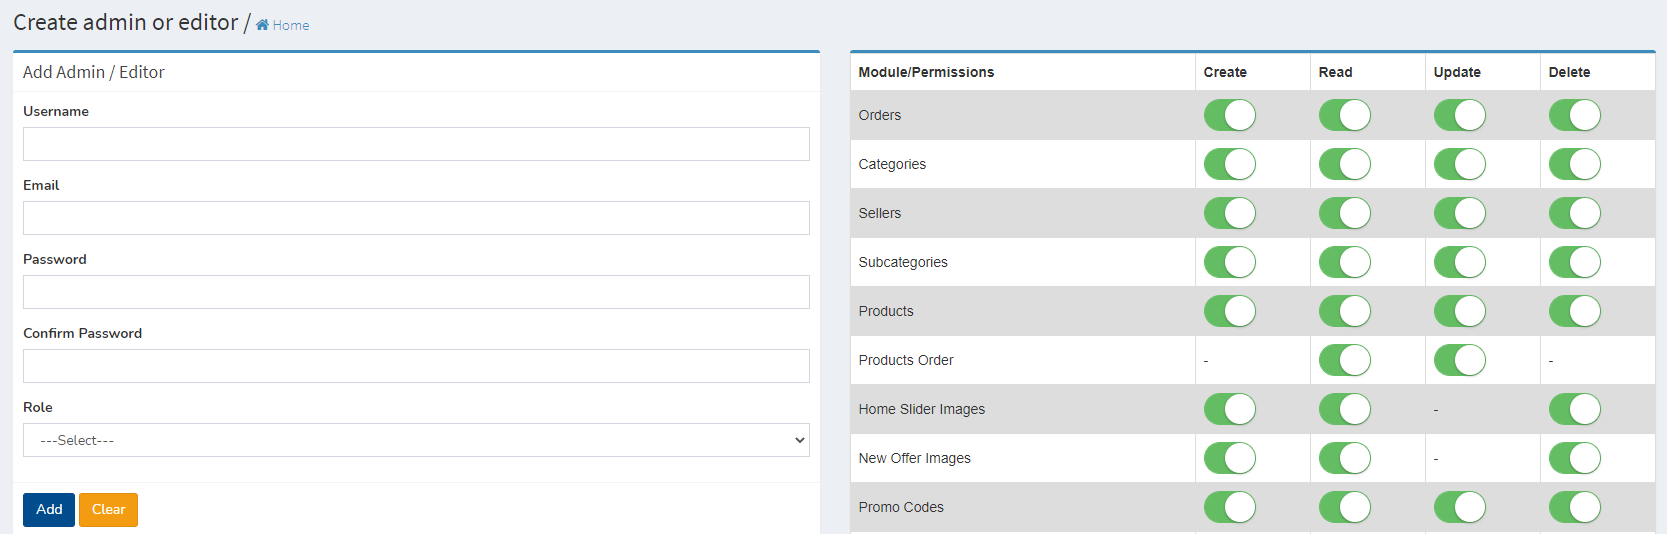 Create admin or editor / Home
Add Admin / Editor
Username
Email
Password
Confirm Password
Role
---Select---
Add Clear
Module/Permissions Create Read Update Delete
Orders
Categories
Sellers
Subcategories
Products
Products Order - -
Home Slider Images -
New Offer Images -
Promo Codes